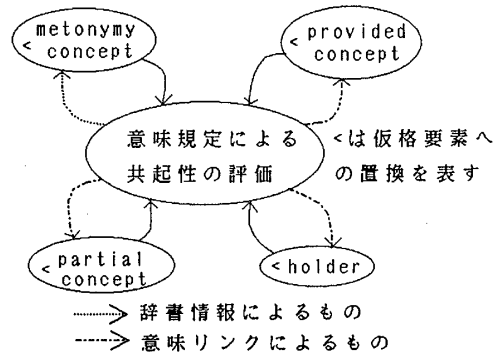 < metonymy
concept
< provided
concept
意味規定による
共起性の評価
<は仮格要素へ
の置換を表す
< partial
concept
< holder
辞書情報によるもの
意味リンクによるもの